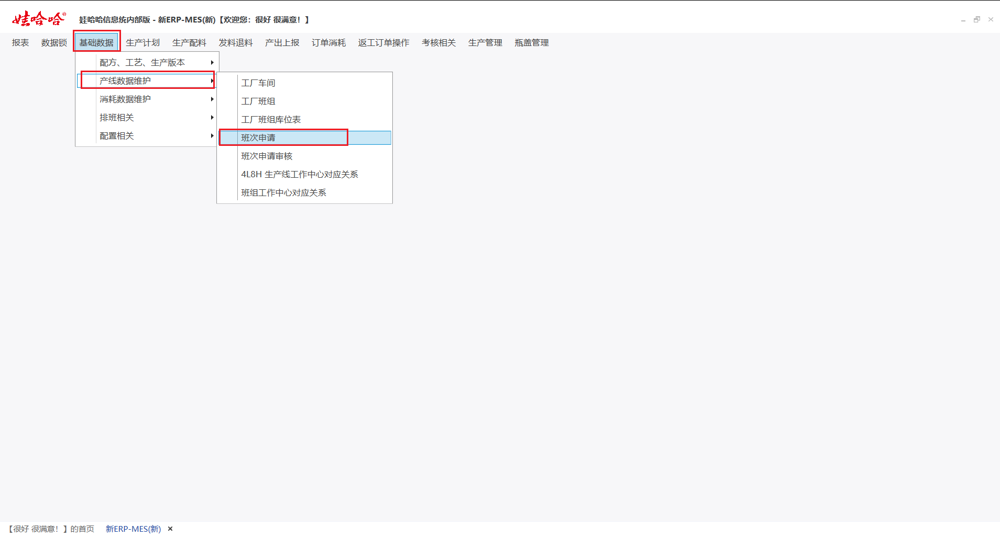 娃哈哈®
娃哈哈信息统内部版 - 新ERP-MES(新)【欢迎您：很好 很满意！】
报表 数据锁 基础数据 生产计划 生产配料 发料退料 产出上报 订单消耗 返工订单操作 考核相关 生产管理 瓶盖管理
配方、工艺、生产版本
产线数据维护
消耗数据维护
排班相关
配置相关
工厂车间
工厂班组
工厂班组库位表
班次申请
班次申请审核
4L8H 生产线工作中心对应关系
班组工作中心对应关系
【很好 很满意！】的首页 新ERP-MES(新)